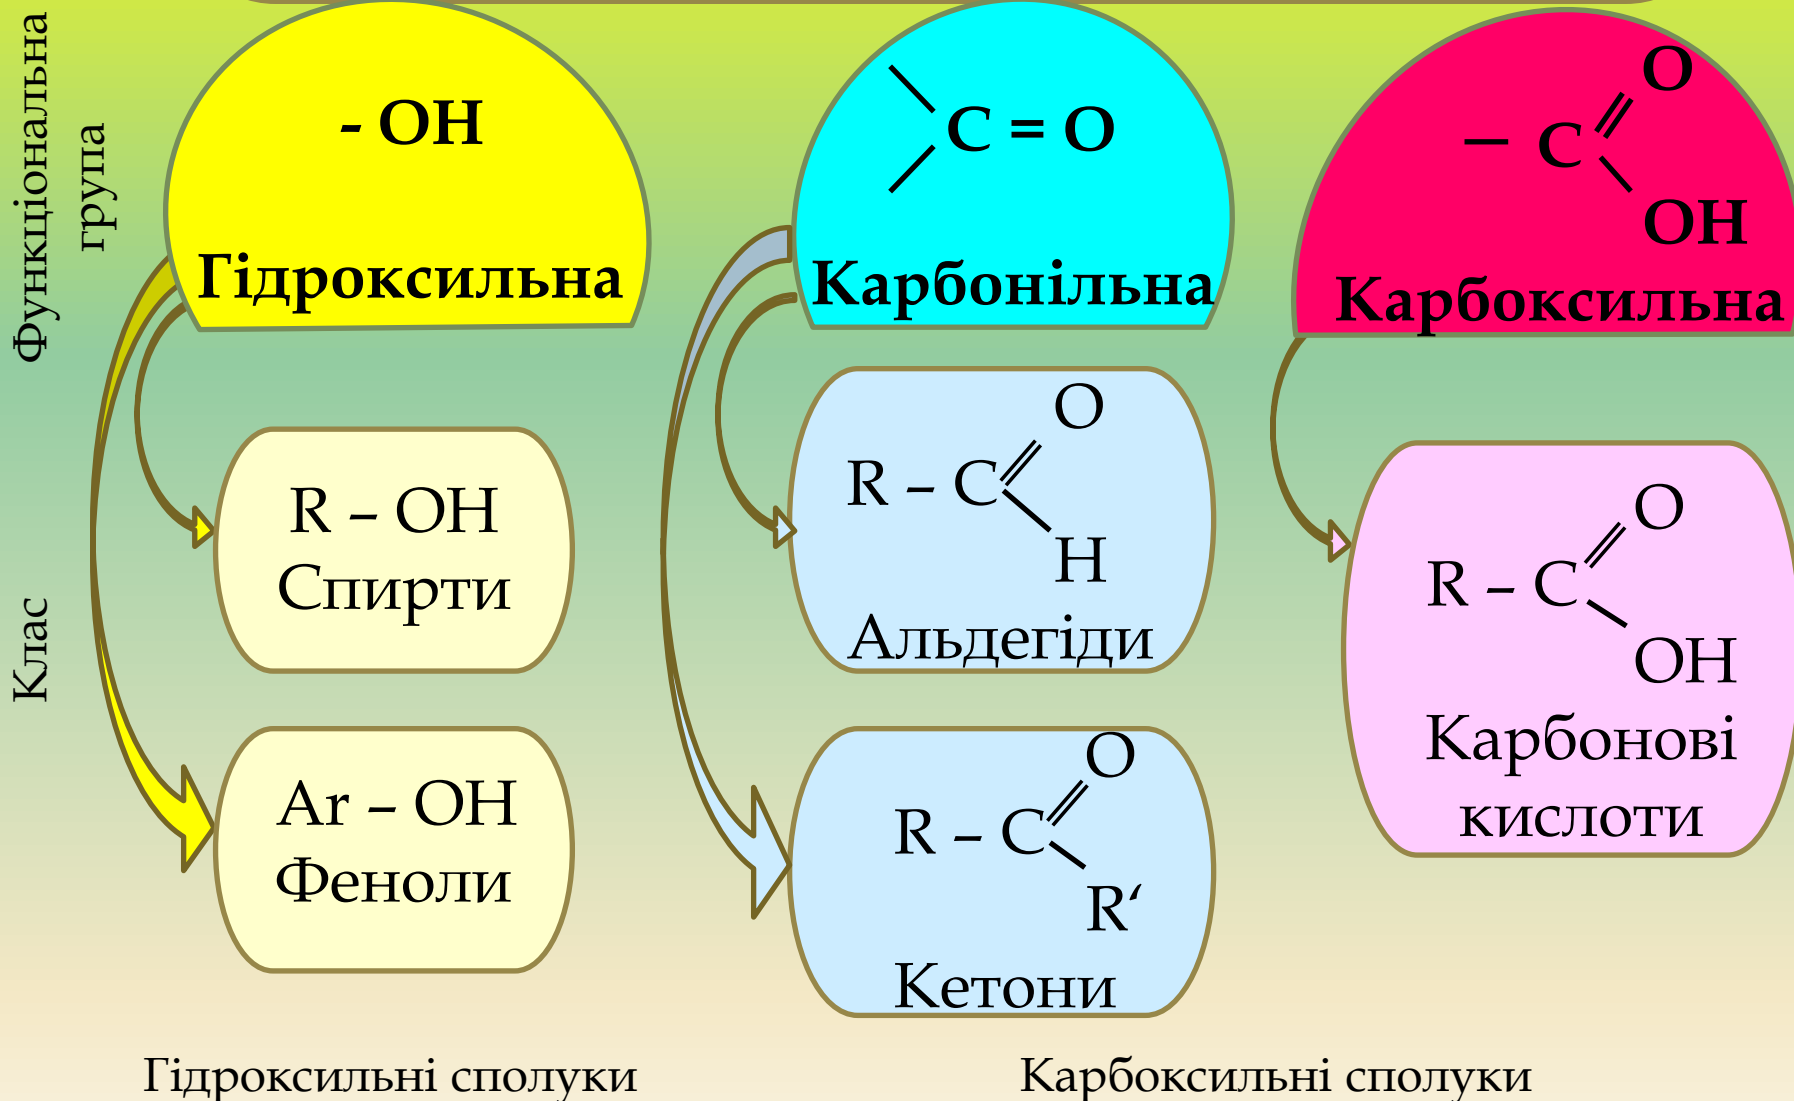 Функціональна
група
- OH
Гідроксильна
C = O
Карбонільна
O
– C
OH
Карбоксильна
Клас
R – OH
Спирти
Ar – OH
Феноли
O
R – C
H
Альдегіди
O
R – C
R‘
Кетони
O
R – C
OH
Карбонові
кислоти
Гідроксильні сполуки
Карбоксильні сполуки